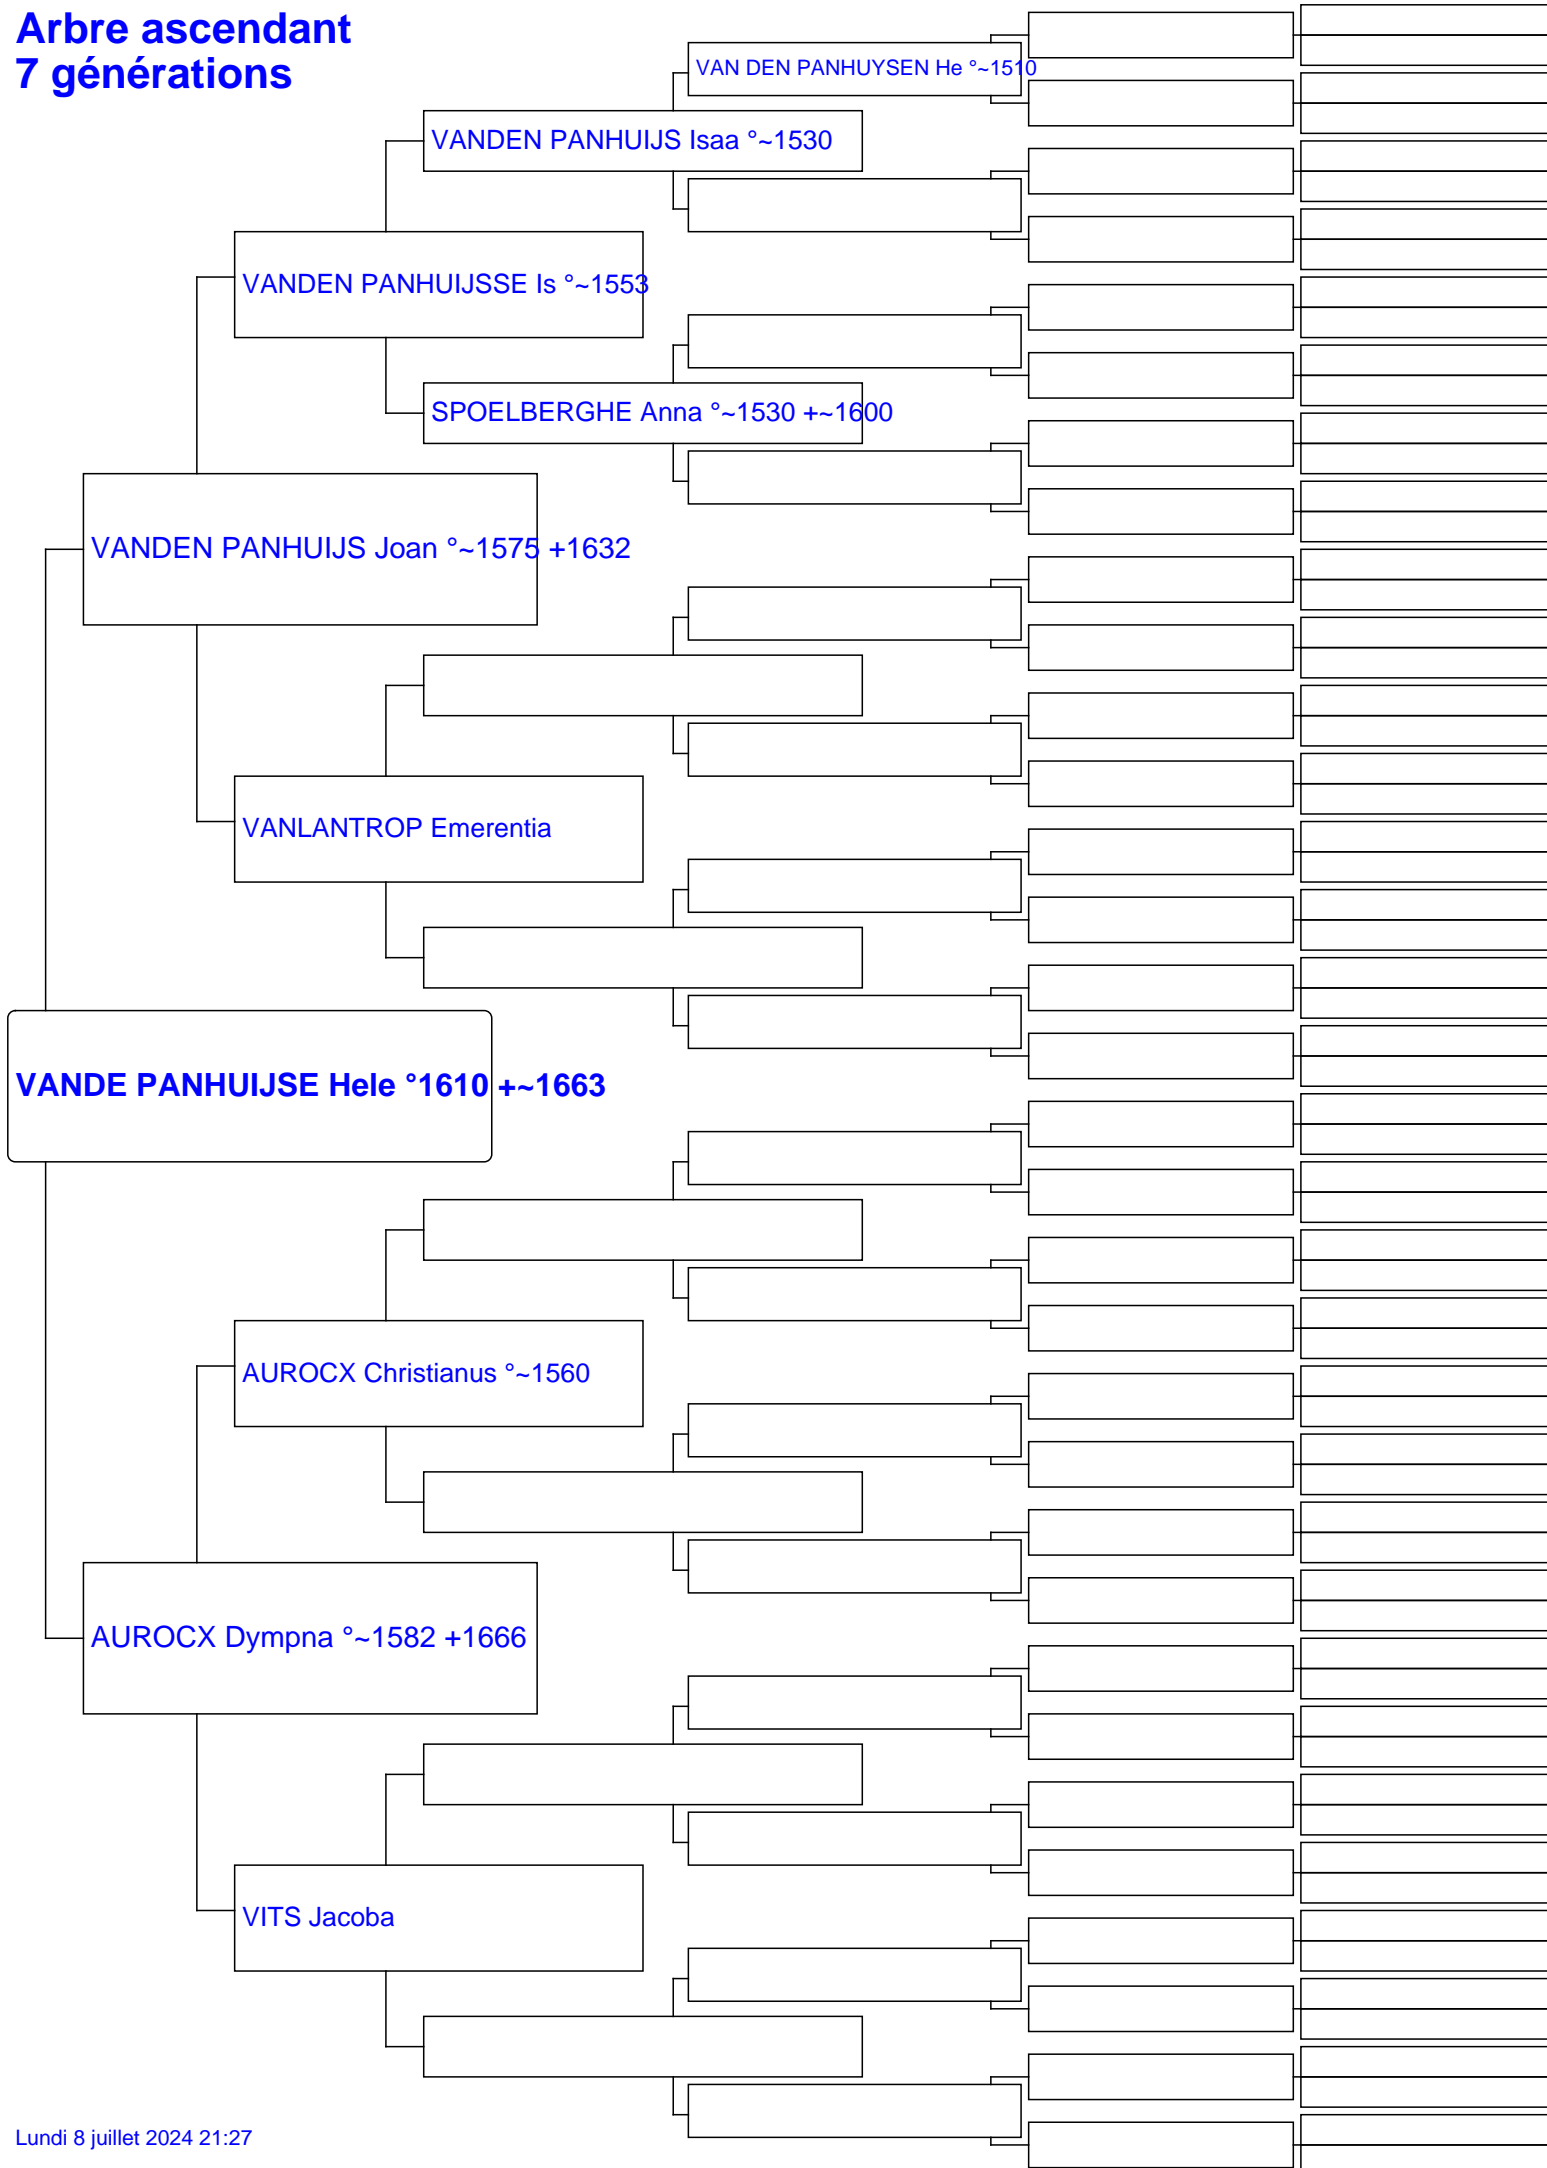 Arbre ascendant
7 générations
VAN DEN PANHUYSEN He °~1510
VANDEN PANHUIJS Isaa °~1530
VANDEN PANHUIJSSE Is °~1553
SPOELBERGHE Anna °~1530 +~1600
VANDEN PANHUIJS Joan °~1575 +1632
VANLANTROP Emerentia
VANDE PANHUIJSE Hele °1610 +~1663
AUROCX Christianus °~1560
AUROCX Dympna °~1582 +1666
VITS Jacoba
Lundi 8 juillet 2024 21:27